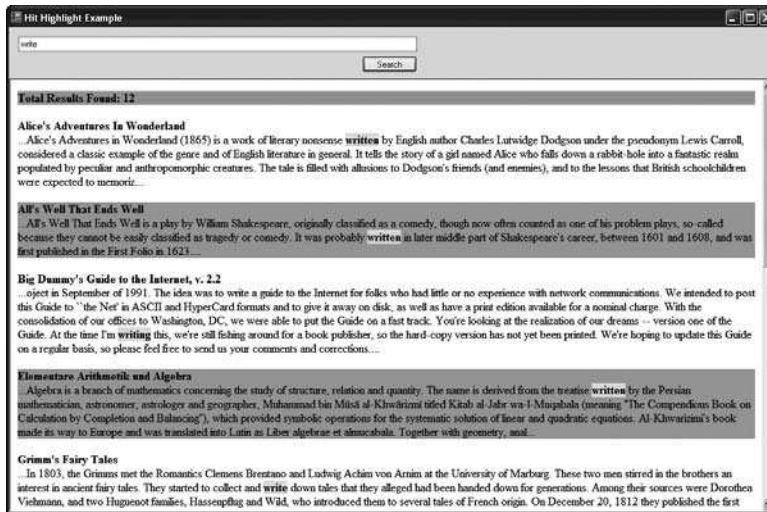 Hit Highlight Example
write
Search
Total Results Found: 12
Alice's Adventures In Wonderland
...Alice's Adventures in Wonderland (1865) is a work of literary nonsense written by English author Charles Lutwidge Dodgson under the pseudonym Lewis Carroll,
considered a classic example of the genre and of English literature in general. It tells the story of a girl named Alice who falls down a rabbit-hole into a fantastic realm
populated by peculiar and anthropomorphic creatures. The tale is filled with allusions to Dodgson's friends (and enemies), and to the lessons that British schoolchildren
were expected to memoriz...
All's Well That Ends Well
...All's Well That Ends Well is a play by William Shakespeare, originally classified as a comedy, though now often counted as one of his problem plays, so-called
because they cannot be easily classified as tragedy or comedy. It was probably written in later middle part of Shakespeare's career, between 1601 and 1608, and was
first published in the First Folio in 1623....
Big Dummy's Guide to the Internet, v. 2.2
...oject in September of 1991. The idea was to write a guide to the Internet for folks who had little or no experience with network communications. We intended to post
this Guide to ``the Net' in ASCII and HyperCard formats and to give it away on disk, as well as have a print edition available for a nominal charge. With the
consolidation of our offices to Washington, DC, we were able to put the Guide on a fast track. You're looking at the realization of our dreams -- version one of the
Guide. At the time I'm writing this, we're still fishing around for a book publisher, so the hard-copy version has not yet been printed. We're hoping to update this Guide
on a regular basis, so please feel free to send us your comments and corrections....
Elementare Arithmetik und Algebra
...Algebra is a branch of mathematics concerning the study of structure, relation and quantity. The name is derived from the treatise written by the Persian
mathematician, astronomer, astrologer and geographer, Muhammad bin Mūsā al-Khwārizmī titled Kitab al-Jabr wa-l-Muqabala (meaning "The Compendious Book on
Calculation by Completion and Balancing"), which provided symbolic operations for the systematic solution of linear and quadratic equations. Al-Khwarizini's book
made its way to Europe and was translated into Latin as Liber algebrae et almucabala. Together with geometry, anal...
Grimm's Fairy Tales
...In 1803, the Grimms met the Romantics Clemens Brentano and Ludwig Achim von Arnim at the University of Marburg. These two men stirred in the brothers an
interest in ancient fairy tales. They started to collect and write down tales that they alleged had been handed down for generations. Among their sources were Dorothea
Viehmann, and two Huguenot families, Hassenpflug and Wild, who introduced them to several tales of French origin. On December 20, 1812 they published the first